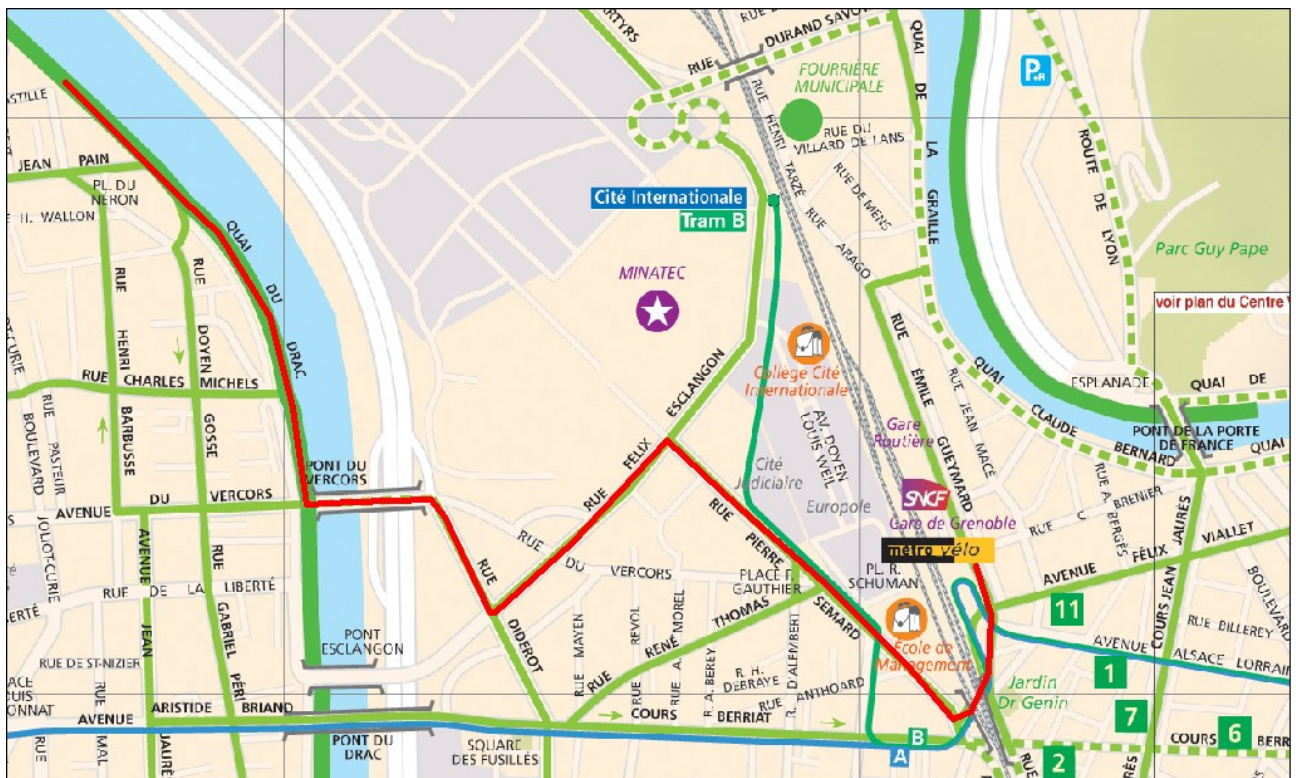 MARTYRS
RUE
DURAND SAVOY
QUAI
DE
LA
GRAILLE
FOURRIÈRE
MUNICIPALE
RUE DU
VILLARD DE LANS
RUE HENRI TARZÉ
RUE DE MENS
RUE ARAGO
P+R
ROUTE
DE
LYON
Parc Guy Pape
voir plan du Centre V
ASTILLE
JEAN PAIN
PL. DU
NERON
H. WALLON
QUAI
DU
DRAC
RUE
HENRI
BARBUSSE
RUE
DOYEN
GOSSE
RUE CHARLES MICHELS
RUE
PASTEUR
BOULEVARD
JOLIOT-CURIE
Cité Internationale
Tram B
MINATEC
Collège Cité
Internationale
RUE
FÉLIX
ESCLANGON
AV. DOYEN
LOUIS WEIL
Cité
Judiciaire
Europole
Gare
Routière
RUE
ÉMILE
GUEYMARD
RUE JEAN MACÉ
QUAI
CLAUDE
BERNARD
ESPLANADE
QUAI DE
PONT DE LA PORTE
DE FRANCE
QUAI
SNCF
Gare de Grenoble
métro vélo
RUE C. BRENIER
RUE A.
BERGÈS
AVENUE
FÉLIX
VIALLET
COURS JEAN JAURÈS
BOULEVARD
RUE BILLEREY
PONT DU
VERCORS
AVENUE
DU
VERCORS
AVENUE
JEAN
JAURÈS
RUE
GABRIEL
PÉRI
RUE DE LA LIBERTÉ
RUE
DIDEROT
RUE
DU
VERCORS
RUE
PIERRE
SEMARD
PLACE F.
GAUTHIER
PL. R.
SCHUMAN
École de
Management
RUE
RENÉ
THOMAS
RUE MAYEN
RUE REVOL
RUE A. MOREL
R. A. BEREY
R. D'ALEMBERT
R. H.
DEBRAYE
RUE ANTHOARD
PONT
ESCLANGON
RUE DE ST-NIZIER
AVENUE
ARISTIDE
BRIAND
PONT DU
DRAC
SQUARE
DES FUSILLÉS
COURS
BERRIAT
B
A
11
1
7
6
2
AVENUE
ALSACE LORRAIN
Jardin
Dr Genin
COURS BERR
RUE